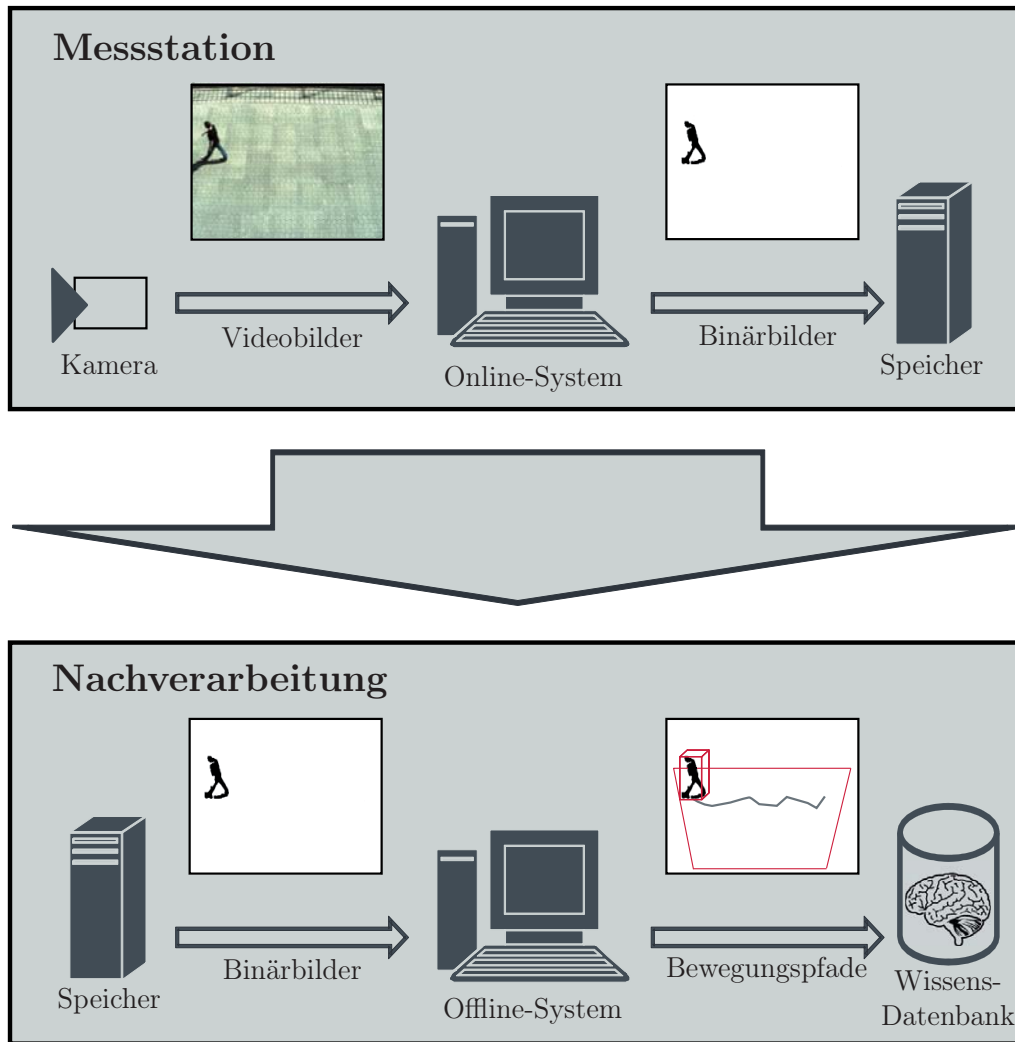 Messstation
Videobilder
Binärbilder
Kamera
Online-System
Speicher
Nachverarbeitung
Binärbilder
Bewegungspfade
Speicher
Offline-System
Wissens-
Datenbank